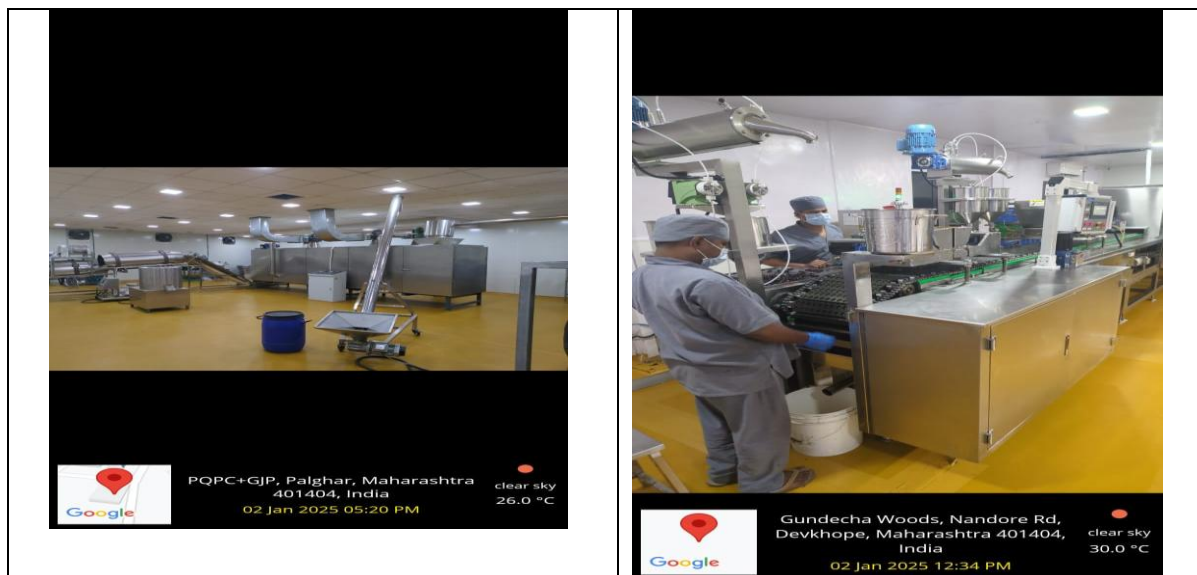 Google
PQPC+GJP, Palghar, Maharashtra
401404, India
02 Jan 2025 05:20 PM
clear sky
26.0 °C
Google
Gundecha Woods, Nandore Rd,
Devkhope, Maharashtra 401404,
India
02 Jan 2025 12:34 PM
clear sky
30.0 °C